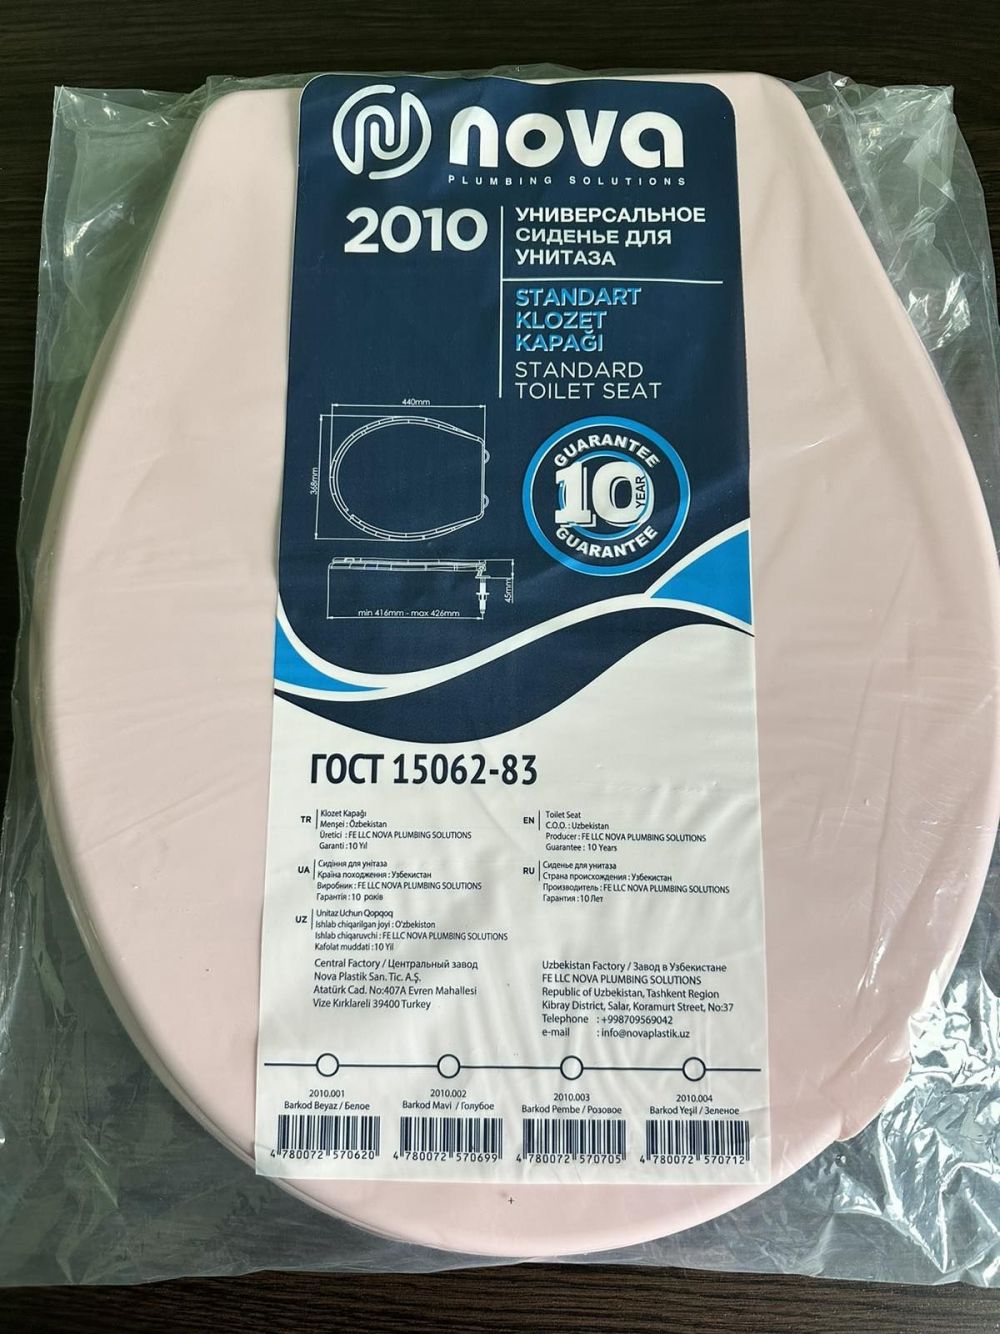 nova
PLUMBING SOLUTIONS
2010
УНИВЕРСАЛЬНОЕ
СИДЕНЬЕ ДЛЯ
УНИТАЗА
STANDART
KLOZET
KAPAĞI
STANDARD
TOILET SEAT
440mm
368mm
GUARANTEE
10 YEAR
GUARANTEE
45mm
min 416mm - max 426mm
ГОСТ 15062-83
TR
Klozet Kapağı
Menşei : Özbekistan
Üretici : FE LLC NOVA PLUMBING SOLUTIONS
Garanti : 10 Yıl
EN
Toilet Seat
C.O.O. : Uzbekistan
Producer : FE LLC NOVA PLUMBING SOLUTIONS
Guarantee : 10 Years
UA
Сидіння для унітаза
Країна походження : Узбекистан
Виробник : FE LLC NOVA PLUMBING SOLUTIONS
Гарантія : 10 років
RU
Сиденье для унитаза
Страна происхождения : Узбекистан
Производитель : FE LLC NOVA PLUMBING SOLUTIONS
Гарантия : 10 Лет
UZ
Unitaz Uchun Qopqoq
Ishlab chiqarilgan joyi : O'zbekiston
Ishlab chiqaruvchi : FE LLC NOVA PLUMBING SOLUTIONS
Kafolat muddati : 10 Yil
Central Factory / Центральный завод
Nova Plastik San. Tic. A.Ş.
Atatürk Cad. No:407A Evren Mahallesi
Vize Kırklareli 39400 Turkey
Uzbekistan Factory / Завод в Узбекистане
FE LLC NOVA PLUMBING SOLUTIONS
Republic of Uzbekistan, Tashkent Region
Kibray District, Salar, Koramurt Street, No:37
Telephone : +998709569042
e-mail : info@novaplastik.uz
2010.001
Barkod Beyaz / Белое
4 780072 570620
2010.002
Barkod Mavi / Голубое
4 780072 570699
2010.003
Barkod Pembe / Розовое
4 780072 570705
2010.004
Barkod Yeşil / Зеленое
4 780072 570712